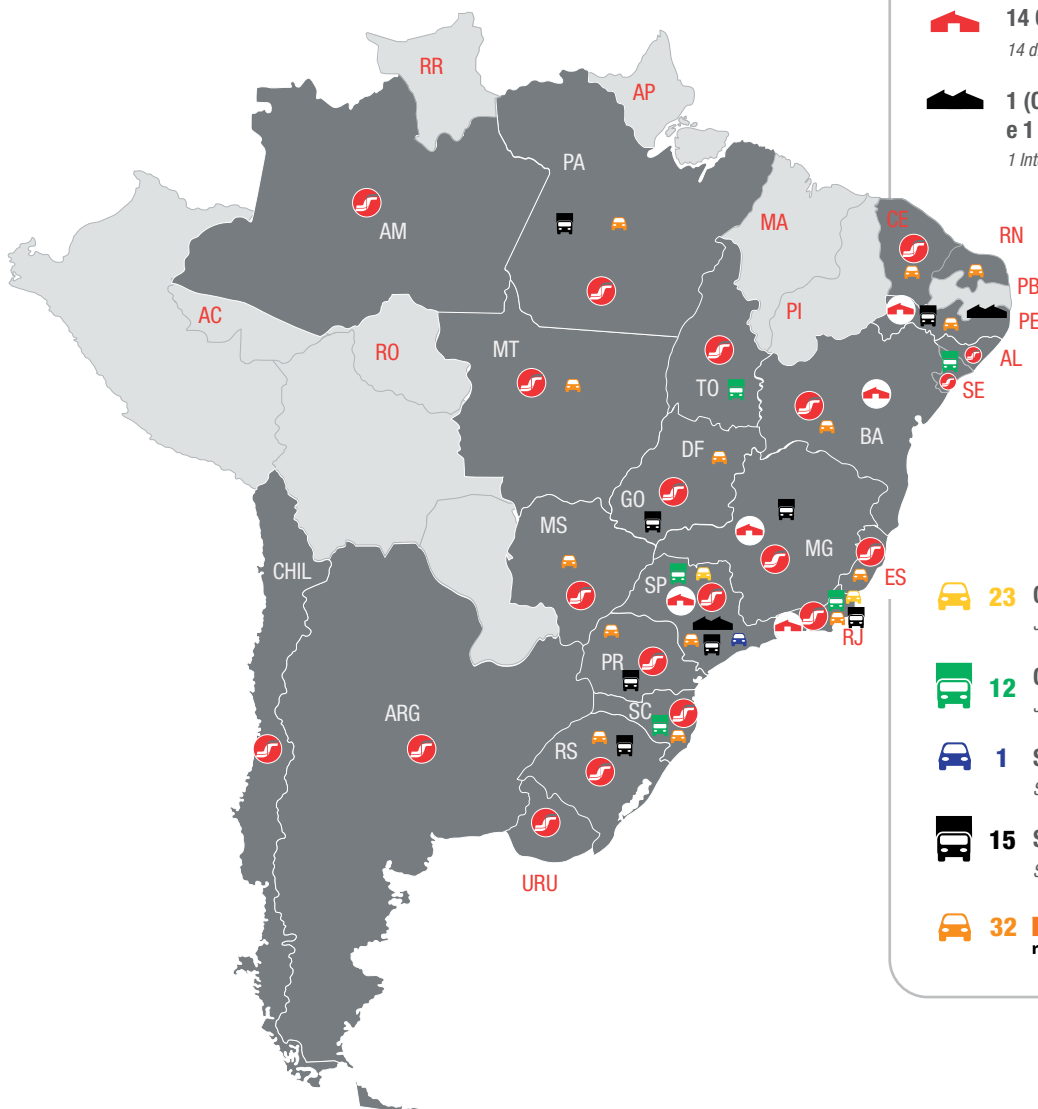 14
14 d
1 (
e 1
1 Int
RR
AP
PA
AM
MA
CE
RN
PB
PE
AL
SE
PI
AC
RO
MT
TO
BA
DF
GO
MS
MG
ES
SP
RJ
CHIL
PR
SC
ARG
RS
URU
23
12
1 S
15 S
32